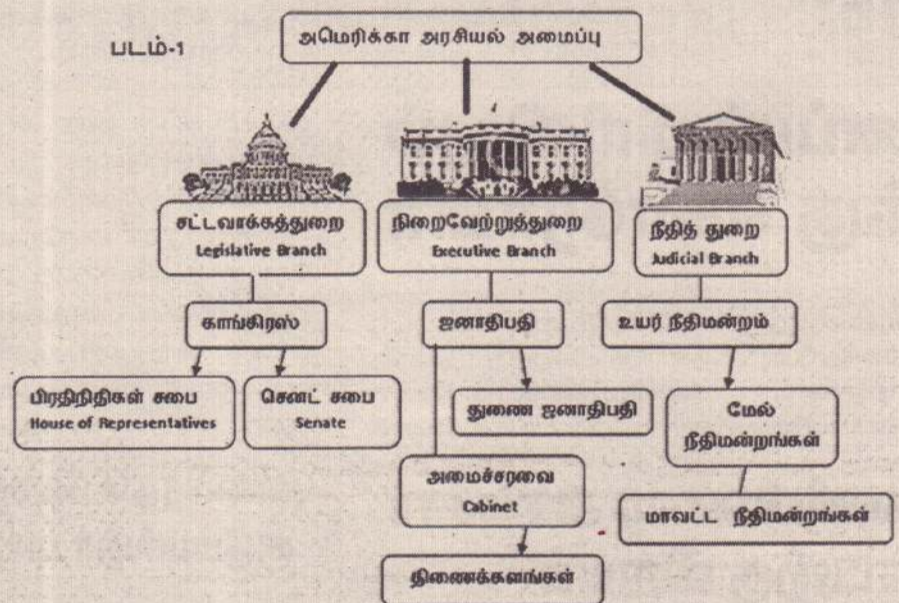 படம்-1
அமெரிக்கா அரசியல் அமைப்பு
சட்டவாக்கத்துறை
Legislative Branch
நிறைவேற்றுத்துறை
Executive Branch
நீதித் துறை
Judicial Branch
காங்கிரஸ்
ஜனாதிபதி
உயர் நீதிமன்றம்
பிரதிநிதிகள் சபை
House of Representatives
செனட் சபை
Senate
துணை ஜனாதிபதி
மேல்
நீதிமன்றங்கள்
அமைச்சரவை
Cabinet
மாவட்ட நீதிமன்றங்கள்
திணைக்களங்கள்